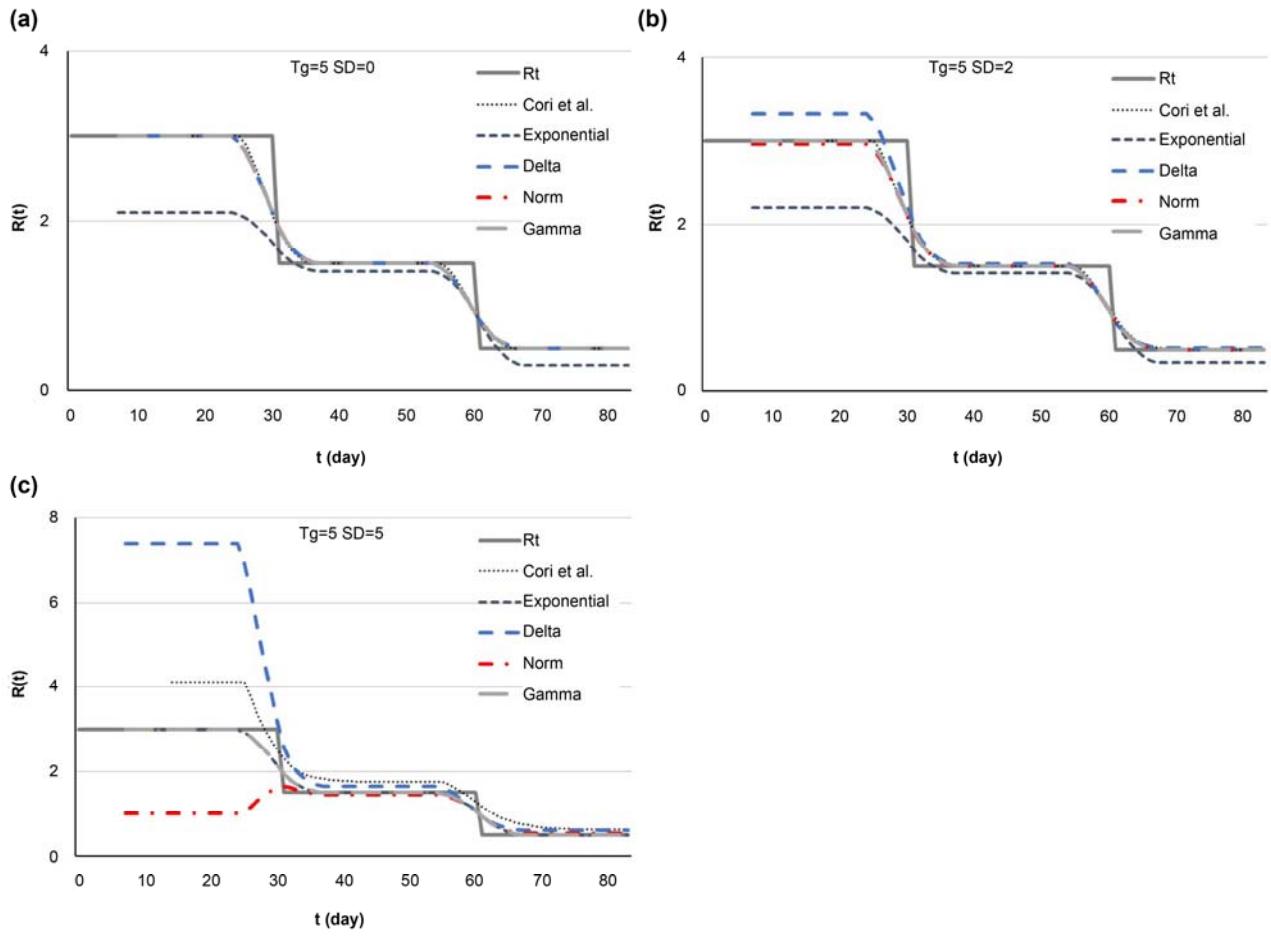 (a)
Tg=5 SD=0
4
2
0
R(t)
Rt
Cori et al.
Exponential
Delta
Norm
Gamma
0 10 20 30 40 50 60 70 80
t (day)
(b)
Tg=5 SD=2
4
2
0
R(t)
Rt
Cori et al.
Exponential
Delta
Norm
Gamma
0 10 20 30 40 50 60 70 80
t (day)
(c)
Tg=5 SD=5
8
6
4
2
0
R(t)
Rt
Cori et al.
Exponential
Delta
Norm
Gamma
0 10 20 30 40 50 60 70 80
t (day)